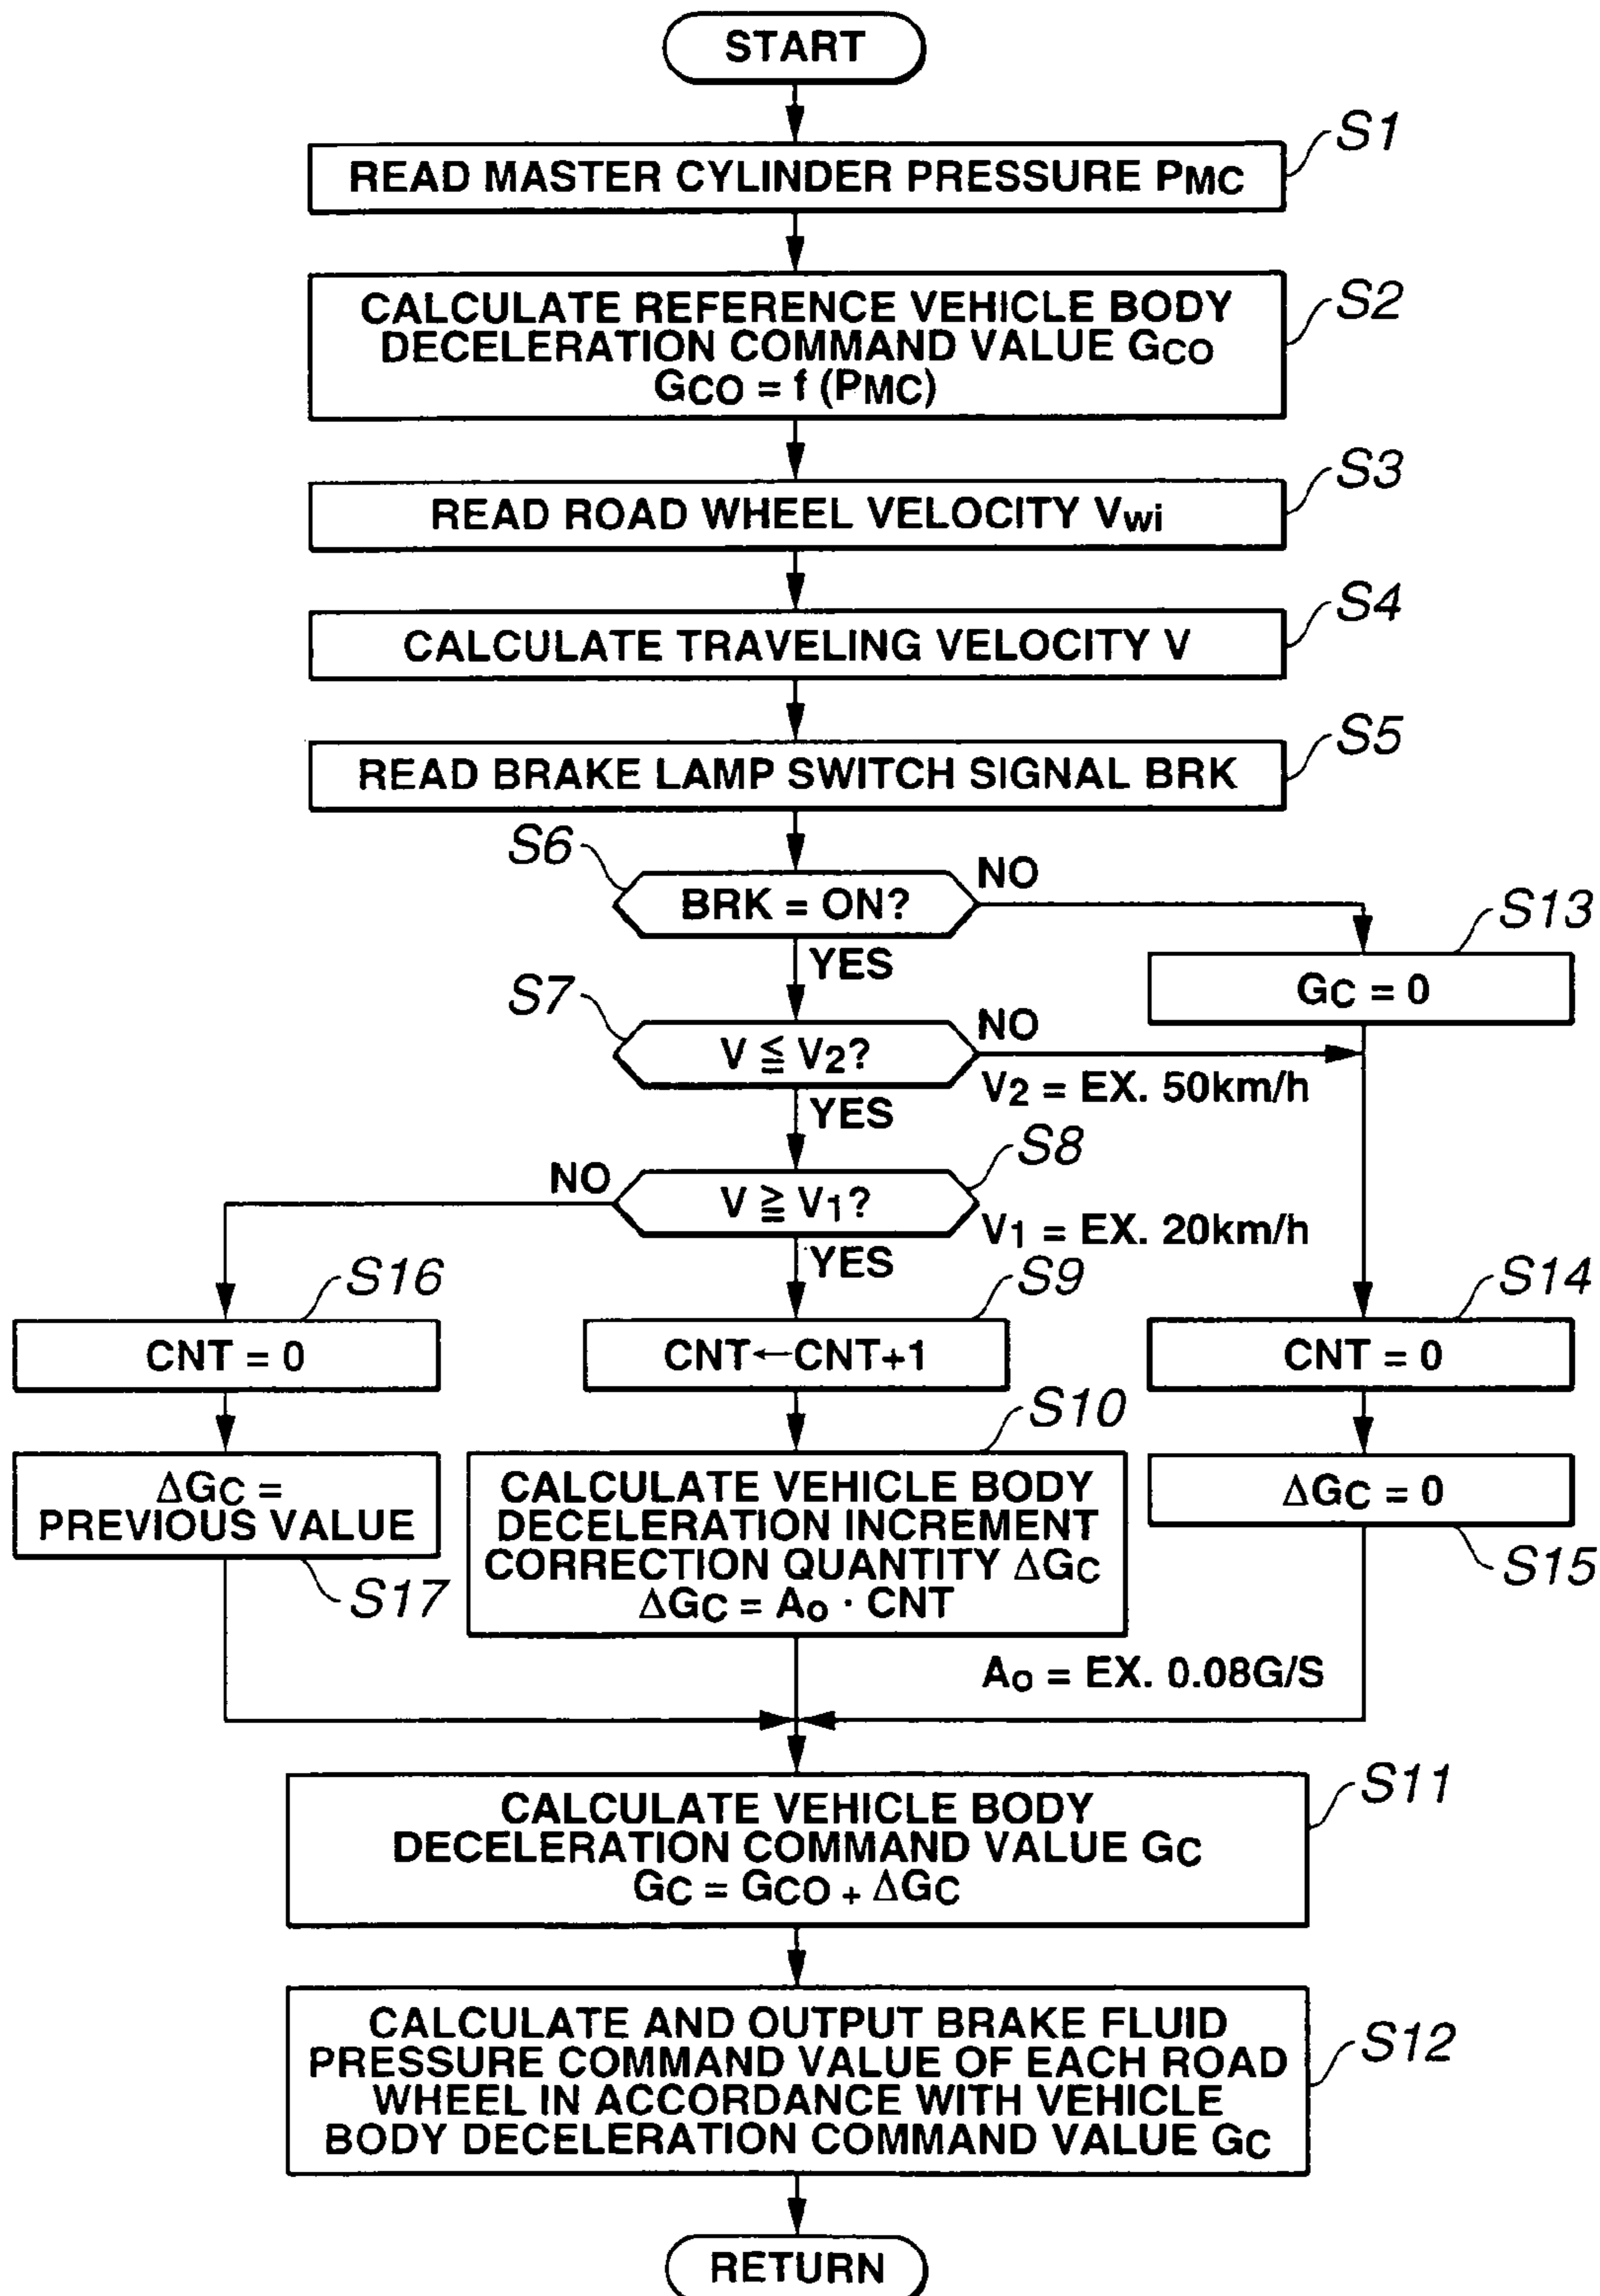 START
S1
READ MASTER CYLINDER PRESSURE PMC
S2
CALCULATE REFERENCE VEHICLE BODY
DECELERATION COMMAND VALUE GCO
GCO = f (PMC)
S3
READ ROAD WHEEL VELOCITY Vwi
S4
CALCULATE TRAVELING VELOCITY V
S5
READ BRAKE LAMP SWITCH SIGNAL BRK
S6
BRK = ON?
NO
YES
S13
GC = 0
S7
V ≦ V2?
NO
V2 = EX. 50km/h
YES
S8
V ≧ V1?
NO
V1 = EX. 20km/h
YES
S16
CNT = 0
S9
CNT←CNT+1
S14
CNT = 0
S17
ΔGC =
PREVIOUS VALUE
S10
CALCULATE VEHICLE BODY
DECELERATION INCREMENT
CORRECTION QUANTITY ΔGC
ΔGC = Ao · CNT
ΔGC = 0
S15
Ao = EX. 0.08G/S
S11
CALCULATE VEHICLE BODY
DECELERATION COMMAND VALUE GC
GC = GCO + ΔGC
S12
CALCULATE AND OUTPUT BRAKE FLUID
PRESSURE COMMAND VALUE OF EACH ROAD
WHEEL IN ACCORDANCE WITH VEHICLE
BODY DECELERATION COMMAND VALUE GC
RETURN